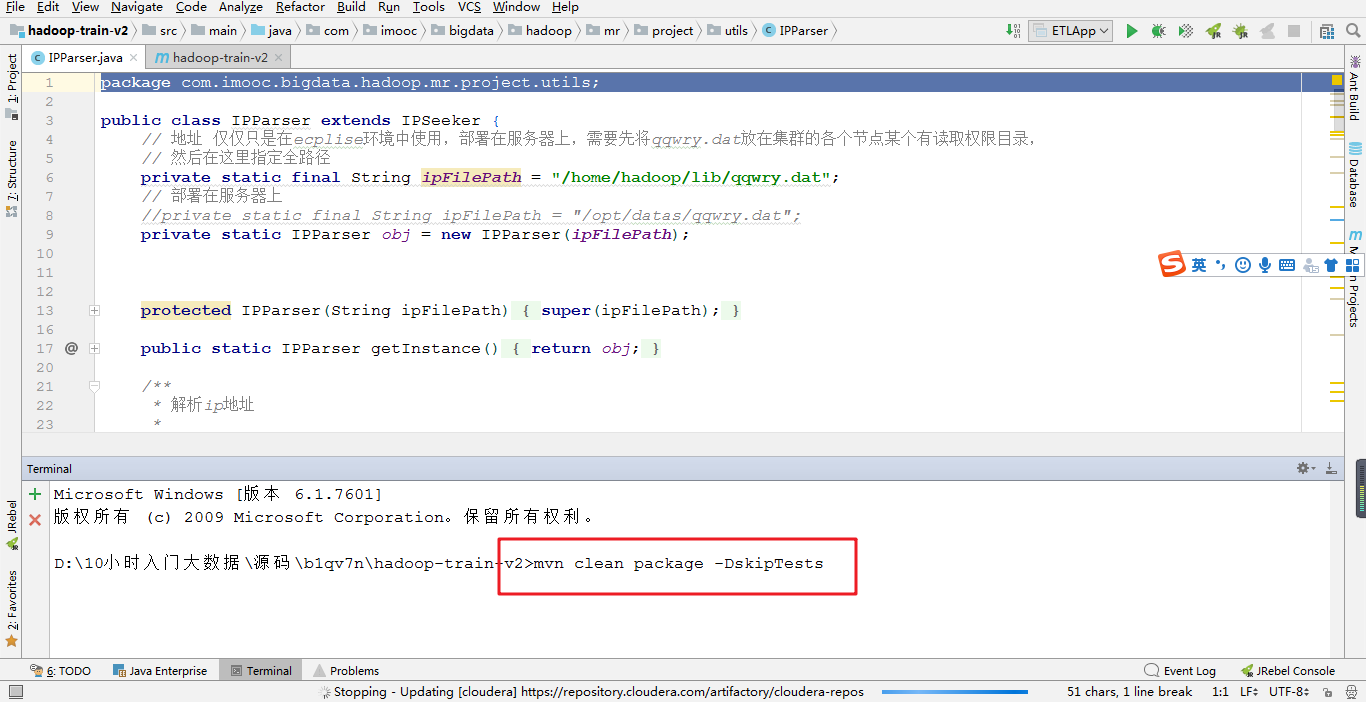 File Edit View Navigate Code Analyze Refactor Build Run Tools VCS Window Help
hadoop-train-v2 src main java com imooc bigdata hadoop mr project utils IPParser ETLApp
IPParser.java hadoop-train-v2
1 package com.imooc.bigdata.hadoop.mr.project.utils;
2
3 public class IPParser extends IPSeeker {
4 // 地址 仅仅只是在ecplise环境中使用，部署在服务器上，需要先将qqwry.dat放在集群的各个节点某个有读取权限目录，
5 // 然后在这里指定全路径
6 private static final String ipFilePath = "/home/hadoop/lib/qqwry.dat";
7 // 部署在服务器上
8 //private static final String ipFilePath = "/opt/datas/qqwry.dat";
9 private static IPParser obj = new IPParser(ipFilePath);
10
11
12
13 protected IPParser(String ipFilePath) { super(ipFilePath); }
16
17 @ public static IPParser getInstance() { return obj; }
20
21 /**
22 * 解析ip地址
23 *
1: Project
7: Structure
JRebel
2: Favorites
Ant Build
Database
英
Terminal
Microsoft Windows [版本 6.1.7601]
版权所有 (c) 2009 Microsoft Corporation。保留所有权利。
D:\10小时入门大数据\源码\b1qv7n\hadoop-train-v2>mvn clean package -DskipTests
6: TODO Java Enterprise Terminal Problems Event Log JRebel Console
Stopping - Updating [cloudera] https://repository.cloudera.com/artifactory/cloudera-repos 51 chars, 1 line break 1:1 LF UTF-8